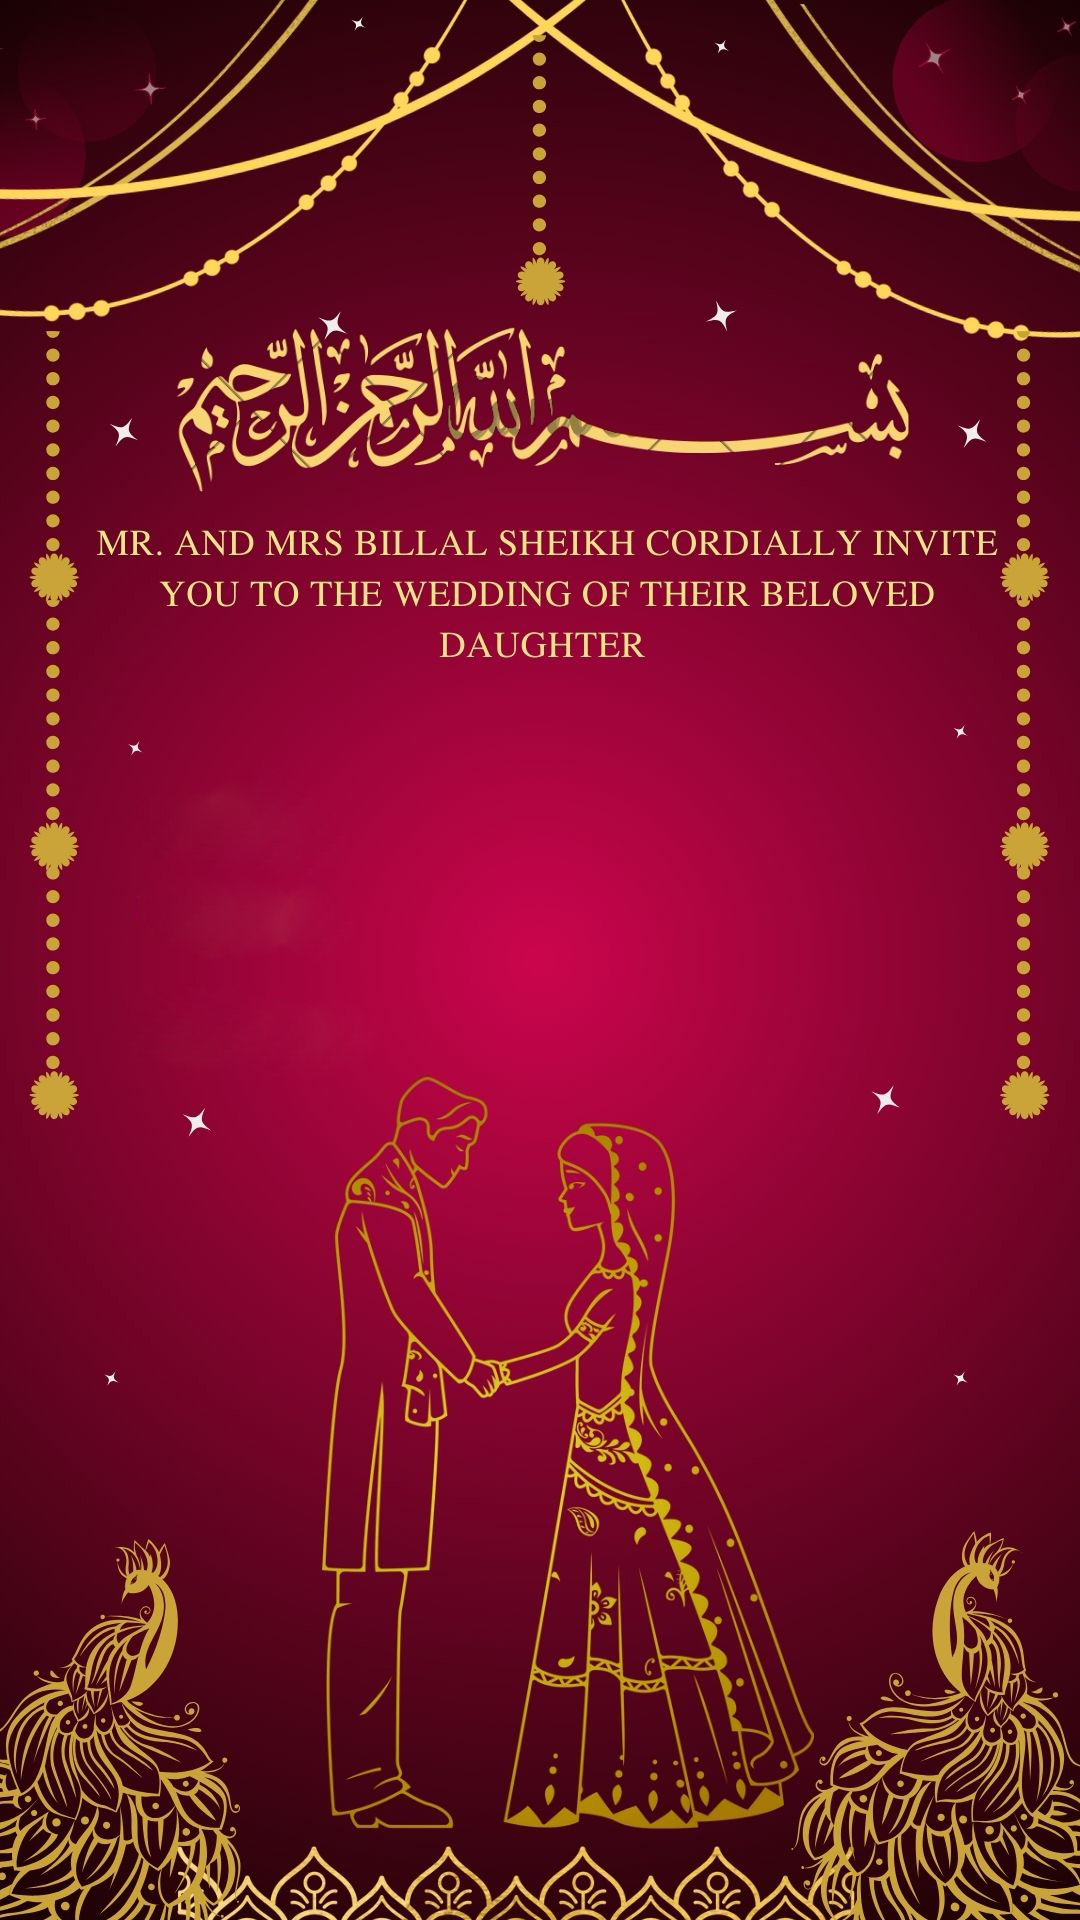 بسم الله الرحمن الرحيم
MR. AND MRS BILLAL SHEIKH CORDIALLY INVITE
YOU TO THE WEDDING OF THEIR BELOVED
DAUGHTER